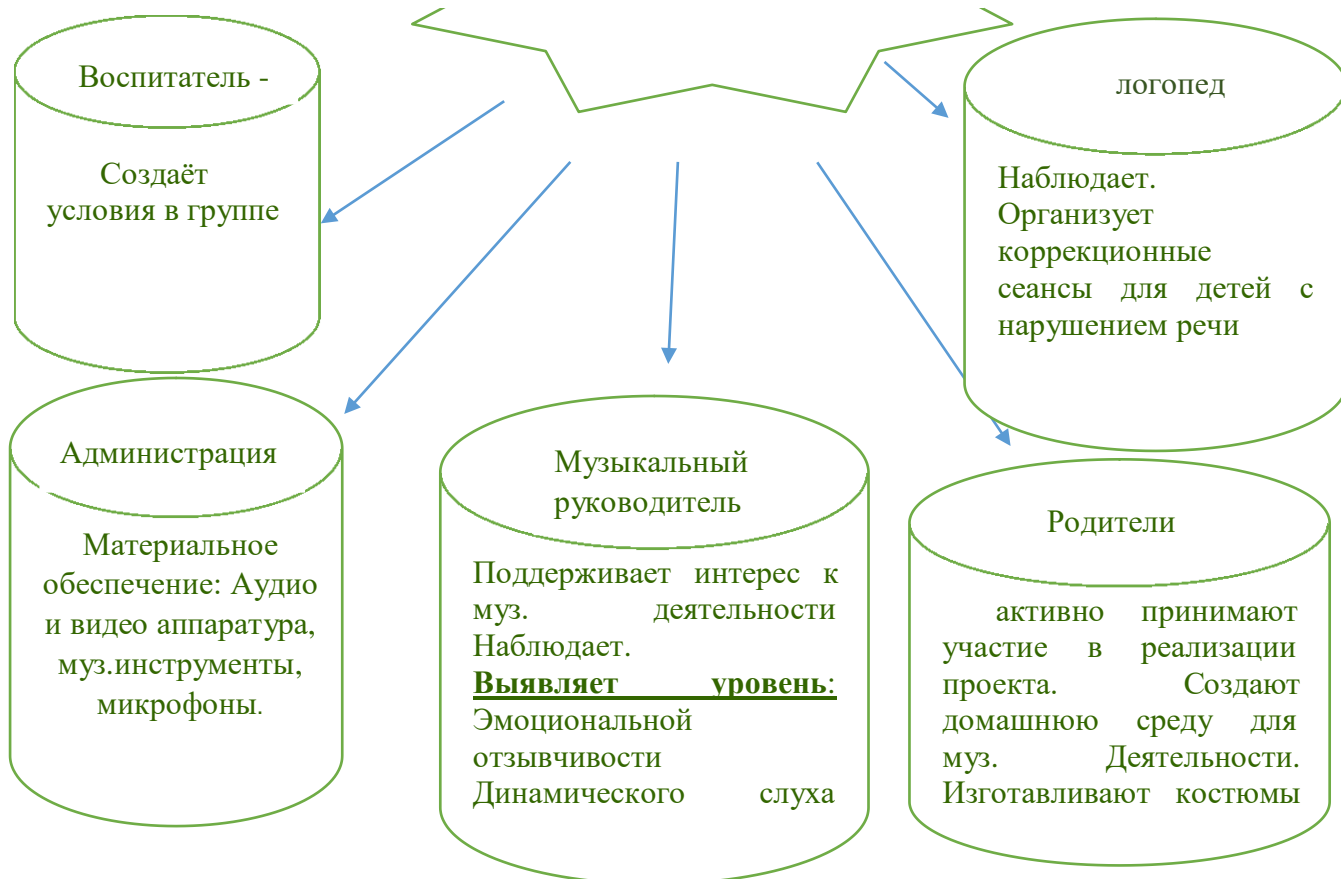 Воспитатель -
Создаёт
условия в группе
логопед
Наблюдает.
Организует
коррекционные
сеансы для детей с
нарушением речи
Администрация
Материальное
обеспечение: Аудио
и видео аппаратура,
муз.инструменты,
микрофоны.
Музыкальный
руководитель
Поддерживает интерес к
муз. деятельности
Наблюдает.
Выявляет уровень:
Эмоциональной
отзывчивости
Динамического слуха
Родители
активно принимают
участие в реализации
проекта. Создают
домашнюю среду для
муз. Деятельности.
Изготавливают костюмы